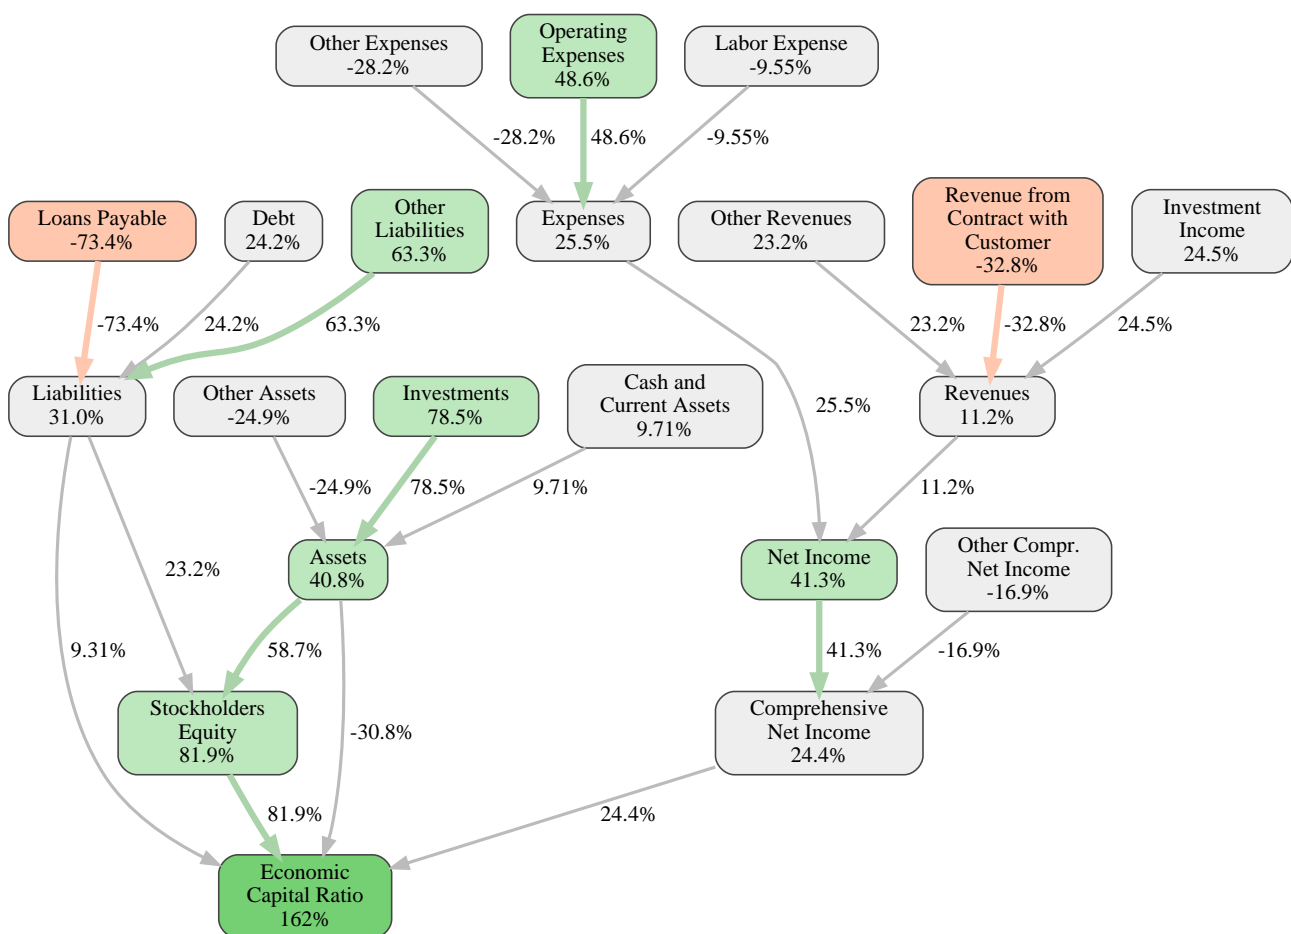 Other Expenses
-28.2%
Operating
Expenses
48.6%
Labor Expense
-9.55%
-28.2%
48.6%
-9.55%
Loans Payable
-73.4%
Debt
24.2%
Other
Liabilities
63.3%
Expenses
25.5%
Other Revenues
23.2%
Revenue from
Contract with
Customer
-32.8%
Investment
Income
24.5%
-73.4%
24.2%
63.3%
23.2%
-32.8%
24.5%
Liabilities
31.0%
Other Assets
-24.9%
Investments
78.5%
Cash and
Current Assets
9.71%
25.5%
Revenues
11.2%
-24.9%
78.5%
9.71%
11.2%
23.2%
Assets
40.8%
Net Income
41.3%
Other Compr.
Net Income
-16.9%
9.31%
58.7%
41.3%
-16.9%
Stockholders
Equity
81.9%
-30.8%
Comprehensive
Net Income
24.4%
81.9%
24.4%
Economic
Capital Ratio
162%